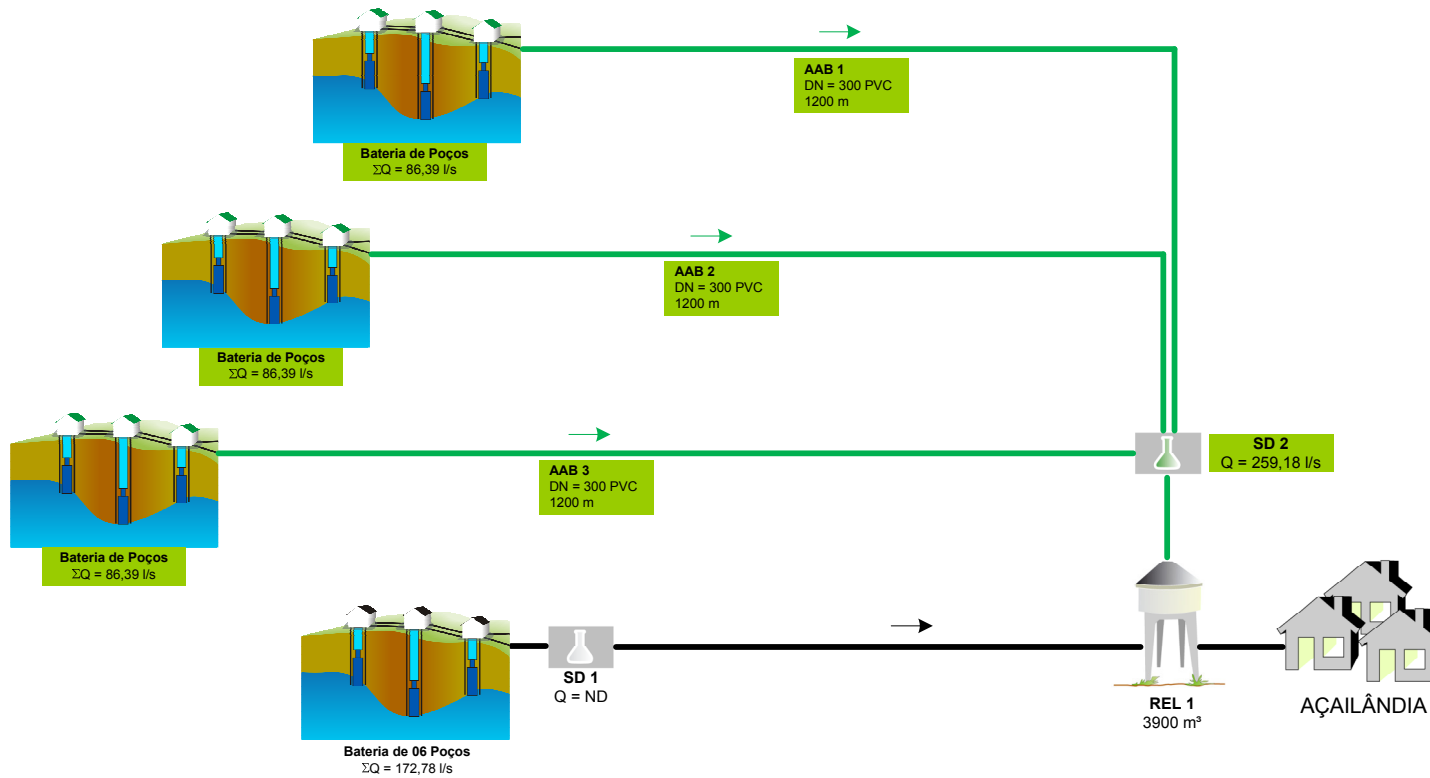 AAB 1
DN = 300 PVC
1200 m
Bateria de Poços
ΣQ = 86,39 l/s
AAB 2
DN = 300 PVC
1200 m
Bateria de Poços
ΣQ = 86,39 l/s
SD 2
Q = 259,18 l/s
AAB 3
DN = 300 PVC
1200 m
Bateria de Poços
ΣQ = 86,39 l/s
SD 1
Q = ND
REL 1
3900 m³
AÇAILÂNDIA
Bateria de 06 Poços
ΣQ = 172,78 l/s